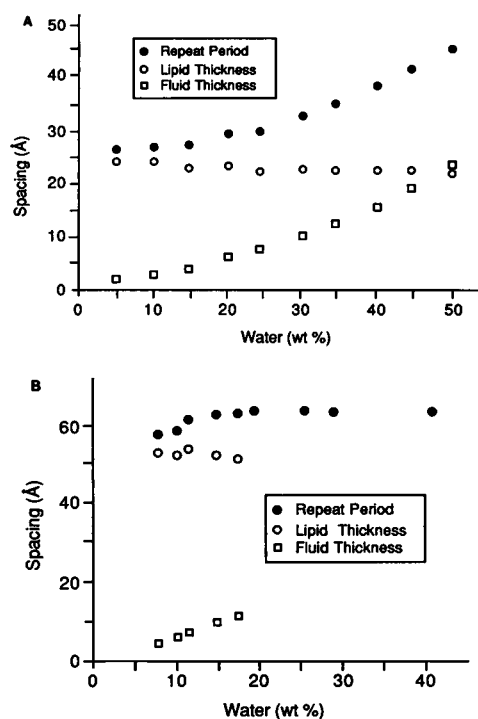 A
50
40
30
20
10
0
Spacing (Å)
Repeat Period
Lipid Thickness
Fluid Thickness
0 10 20 30 40 50
Water (wt %)
B
60
40
20
0
Spacing (Å)
Repeat Period
Lipid Thickness
Fluid Thickness
0 10 20 30 40
Water (wt %)